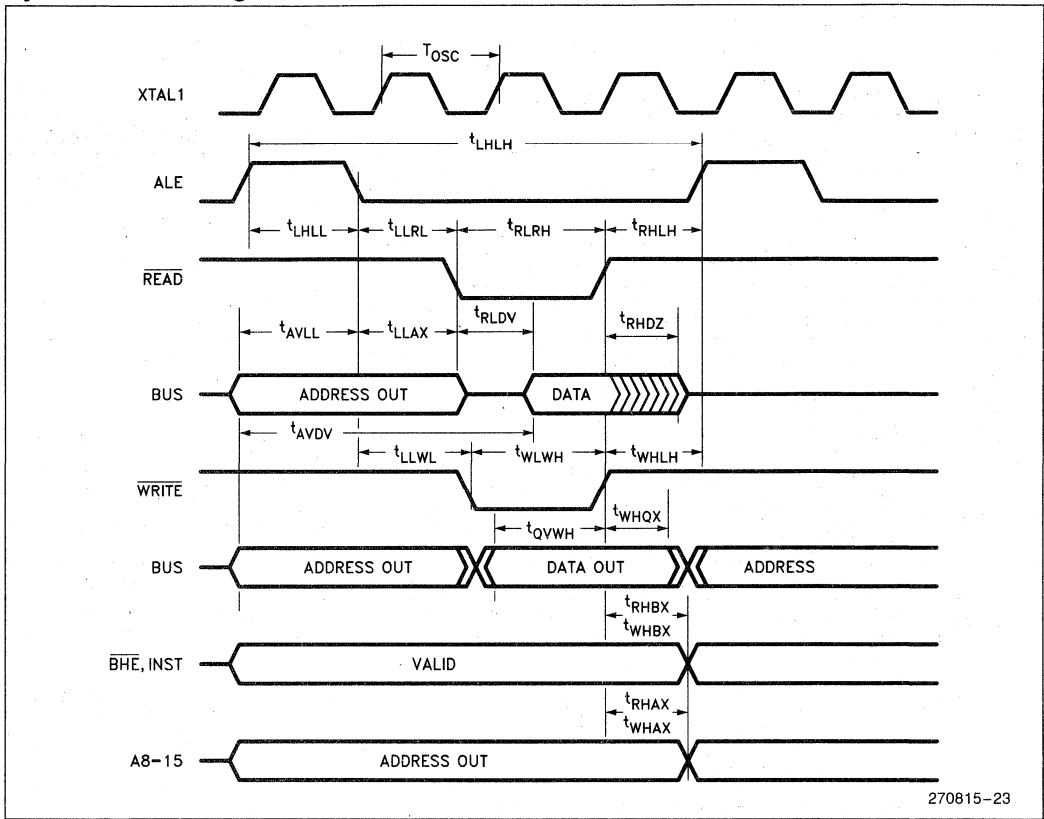 T_OSC
XTAL1
t_LHLH
ALE
t_LHLL t_LLRL t_RLRH t_RHLH
READ
t_RLDV t_RHDZ
t_AVLL t_LLAX
BUS ADDRESS OUT DATA
t_AVDV
t_LLWL t_WLWH t_WHLH
WRITE
t_WHQX
t_QVWH
BUS ADDRESS OUT DATA OUT ADDRESS
t_RHBX
t_WHBX
BHE, INST VALID
t_RHAX
t_WHAX
A8-15 ADDRESS OUT
270815-23